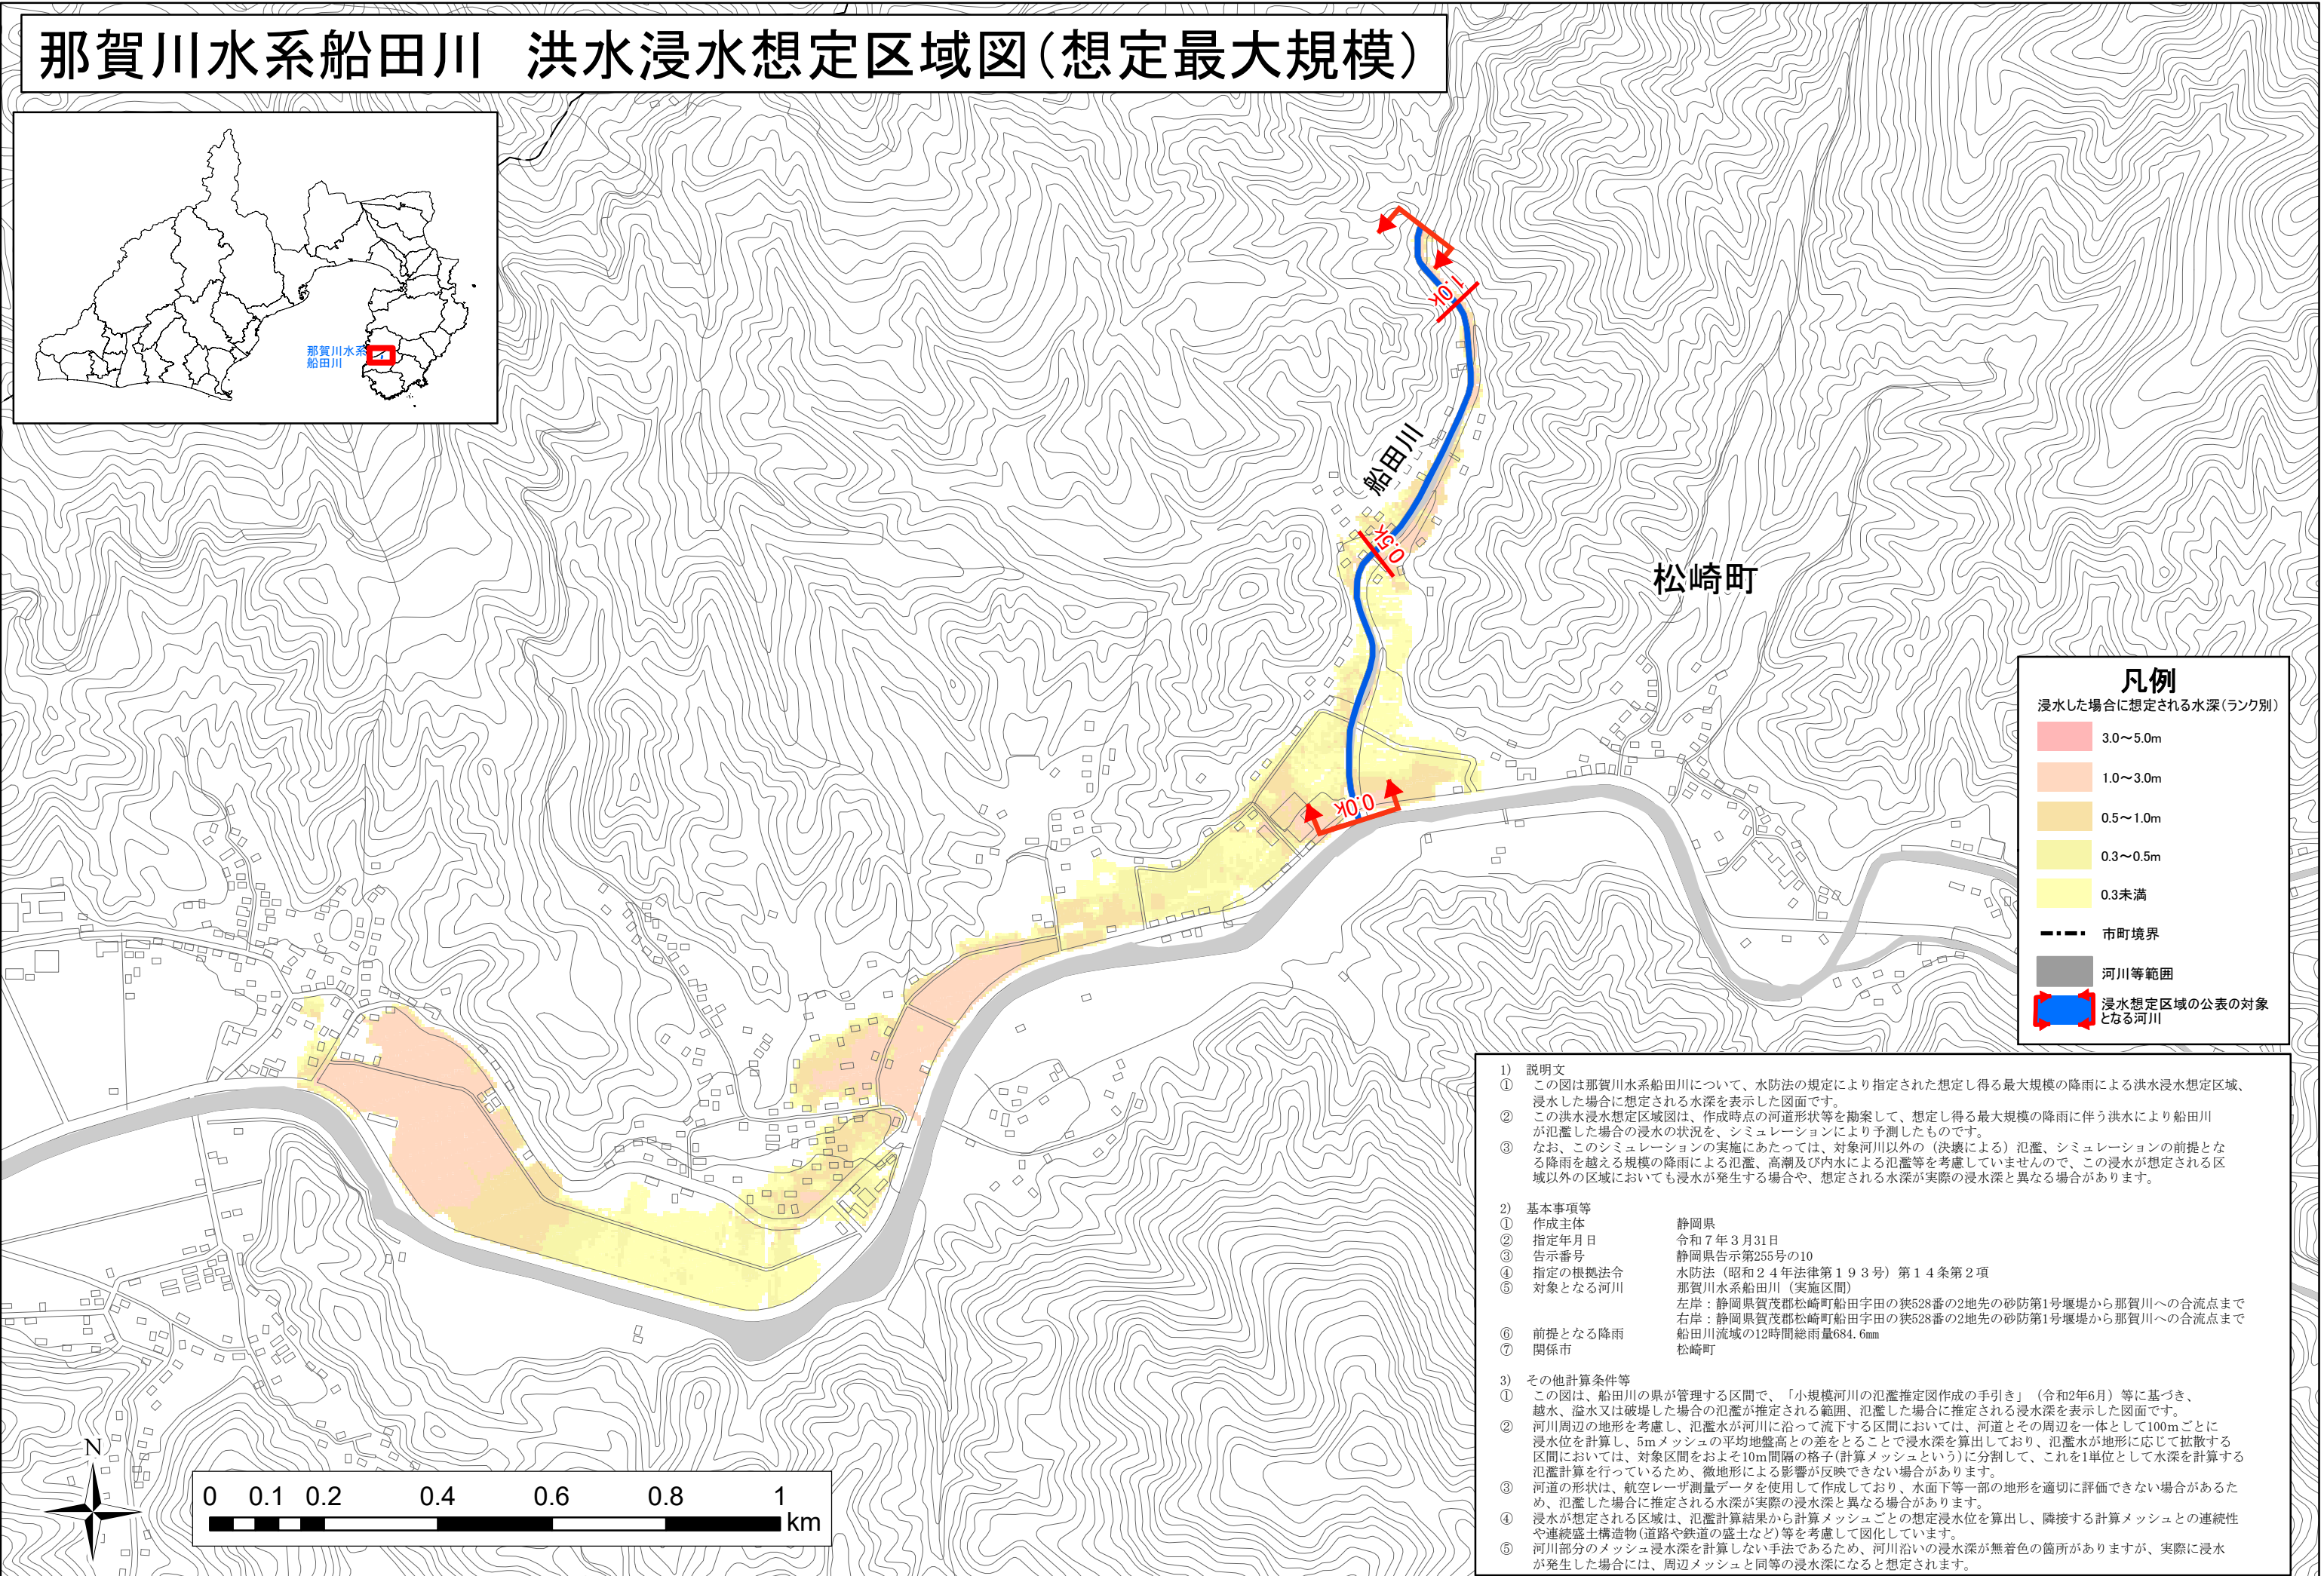 那賀川水系船田川　洪水浸水想定区域図(想定最大規模)
那賀川水系
船田川
1.0k
船田川
0.5k
松崎町
0.0k
凡例
浸水した場合に想定される水深(ランク別)
3.0～5.0m
1.0～3.0m
0.5～1.0m
0.3～0.5m
0.3未満
市町境界
河川等範囲
浸水想定区域の公表の対象
となる河川
1)　説明文
①　この図は那賀川水系船田川について、水防法の規定により指定された想定し得る最大規模の降雨による洪水浸水想定区域、
浸水した場合に想定される水深を表示した図面です。
②　この洪水浸水想定区域図は、作成時点の河道形状等を勘案して、想定し得る最大規模の降雨に伴う洪水により船田川
が氾濫した場合の浸水の状況を、シミュレーションにより予測したものです。
③　なお、このシミュレーションの実施にあたっては、対象河川以外の（決壊による）氾濫、シミュレーションの前提とな
る降雨を越える規模の降雨による氾濫、高潮及び内水による氾濫等を考慮していませんので、この浸水が想定される区
域以外の区域においても浸水が発生する場合や、想定される水深が実際の浸水深と異なる場合があります。
2)　基本事項等
①　作成主体　静岡県
②　指定年月日　令和７年３月31日
③　告示番号　静岡県告示第255号の10
④　指定の根拠法令　水防法（昭和２４年法律第１９３号）第１４条第２項
⑤　対象となる河川　那賀川水系船田川（実施区間）
左岸：静岡県賀茂郡松崎町船田字田の狭528番の2地先の砂防第1号堰堤から那賀川への合流点まで
右岸：静岡県賀茂郡松崎町船田字田の狭528番の2地先の砂防第1号堰堤から那賀川への合流点まで
⑥　前提となる降雨　船田川流域の12時間総雨量684.6mm
⑦　関係市　松崎町
3)　その他計算条件等
①　この図は、船田川の県が管理する区間で、「小規模河川の氾濫推定図作成の手引き」（令和2年6月）等に基づき、
越水、溢水又は破堤した場合の氾濫が推定される範囲、氾濫した場合に推定される浸水深を表示した図面です。
②　河川周辺の地形を考慮し、氾濫水が河川に沿って流下する区間においては、河道とその周辺を一体として100mごとに
浸水位を計算し、5mメッシュの平均地盤高との差をとることで浸水深を算出しており、氾濫水が地形に応じて拡散する
区間においては、対象区間をおよそ10m間隔の格子(計算メッシュという)に分割して、これを1単位として水深を計算する
氾濫計算を行っているため、微地形による影響が反映できない場合があります。
③　河道の形状は、航空レーザ測量データを使用して作成しており、水面下等一部の地形を適切に評価できない場合があるた
め、氾濫した場合に推定される水深が実際の浸水深と異なる場合があります。
④　浸水が想定される区域は、氾濫計算結果から計算メッシュごとの想定浸水位を算出し、隣接する計算メッシュとの連続性
や連続盛土構造物(道路や鉄道の盛土など)等を考慮して図化しています。
⑤　河川部分のメッシュ浸水深を計算しない手法であるため、河川沿いの浸水深が無着色の箇所がありますが、実際に浸水
が発生した場合には、周辺メッシュと同等の浸水深になると想定されます。
N
0　0.1　0.2　0.4　0.6　0.8　1
km